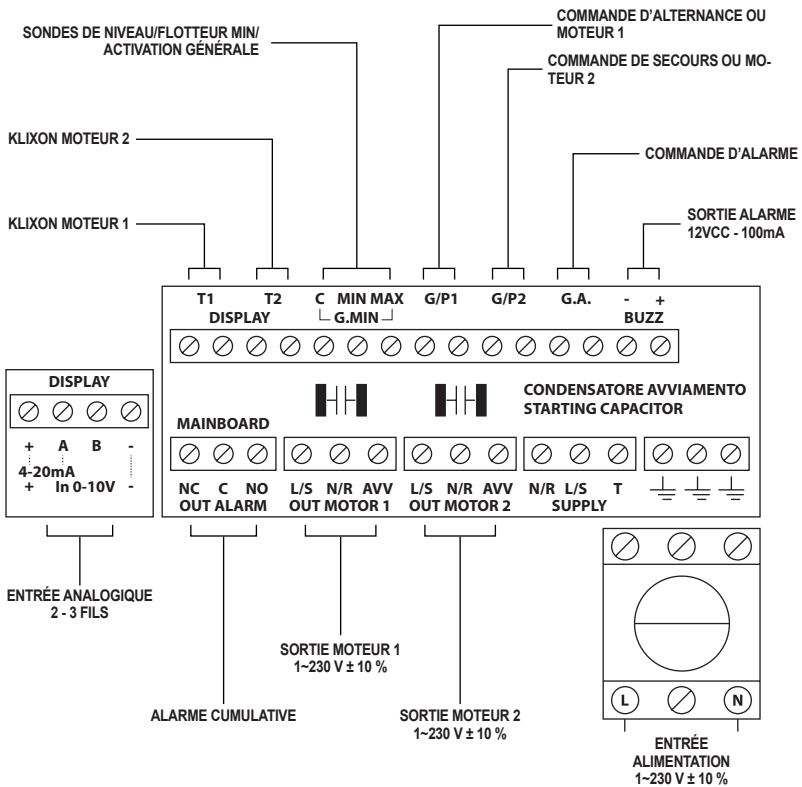 COMMANDE D'ALTERNANCE OU
MOTEUR 1
SONDES DE NIVEAU/FLOTTEUR MIN/
ACTIVATION GÉNÉRALE
COMMANDE DE SECOURS OU MO-
TEUR 2
KLIXON MOTEUR 2
COMMANDE D'ALARME
KLIXON MOTEUR 1
SORTIE ALARME
12VCC - 100mA
T1 T2 C MIN MAX G/P1 G/P2 G.A. - +
DISPLAY G.MIN BUZZ
DISPLAY
+ A B -
4-20mA
+ In 0-10V -
CONDENSATORE AVVIAMENTO
STARTING CAPACITOR
MAINBOARD
NC C NO L/S N/R AVV L/S N/R AVV N/R L/S T
OUT ALARM OUT MOTOR 1 OUT MOTOR 2 SUPPLY
ENTRÉE ANALOGIQUE
2 - 3 FILS
SORTIE MOTEUR 1
1~230 V ± 10 %
ALARME CUMULATIVE
SORTIE MOTEUR 2
1~230 V ± 10 %
L N
ENTRÉE
ALIMENTATION
1~230 V ± 10 %